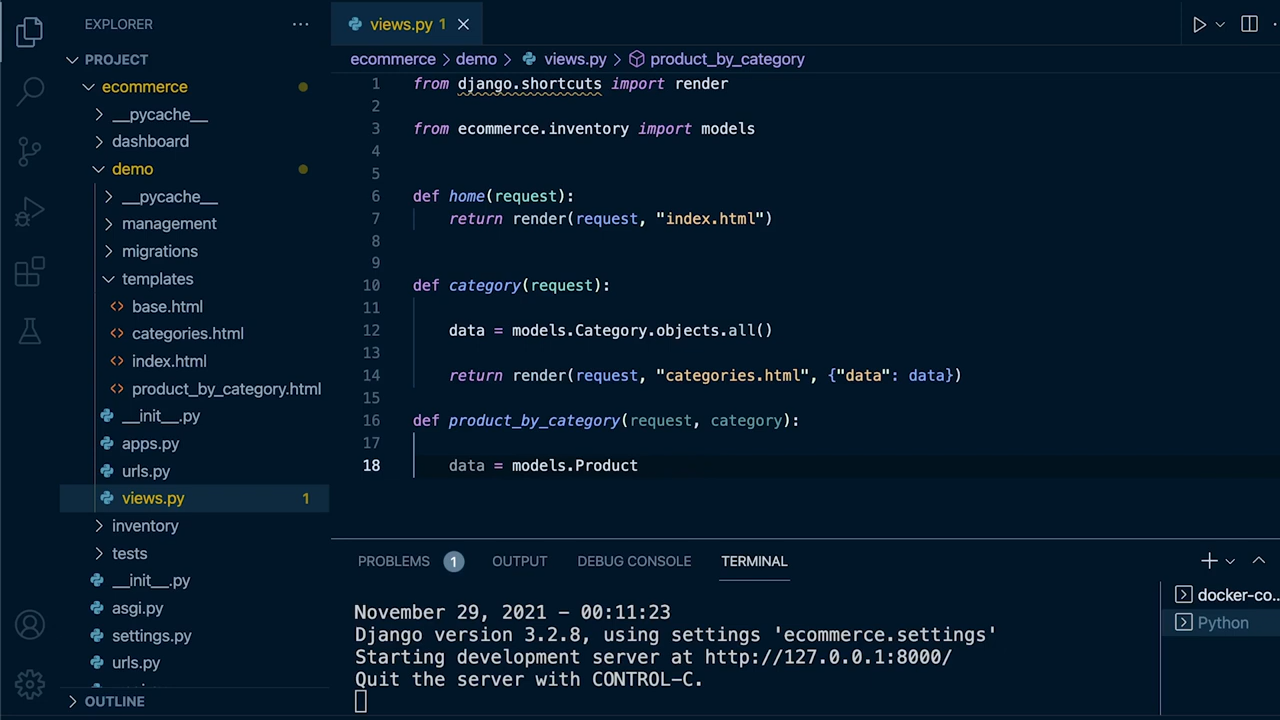 EXPLORER
PROJECT
ecommerce
__pycache__
dashboard
demo
__pycache__
management
migrations
templates
base.html
categories.html
index.html
product_by_category.html
__init__.py
apps.py
urls.py
views.py 1
inventory
tests
__init__.py
asgi.py
settings.py
urls.py
OUTLINE
views.py 1
ecommerce > demo > views.py > product_by_category
1 from django.shortcuts import render
2
3 from ecommerce.inventory import models
4
5
6 def home(request):
7 return render(request, "index.html")
8
9
10 def category(request):
11
12 data = models.Category.objects.all()
13
14 return render(request, "categories.html", {"data": data})
15
16 def product_by_category(request, category):
17
18 data = models.Product
PROBLEMS 1 OUTPUT DEBUG CONSOLE TERMINAL
November 29, 2021 - 00:11:23
Django version 3.2.8, using settings 'ecommerce.settings'
Starting development server at http://127.0.0.1:8000/
Quit the server with CONTROL-C.
docker-co...
Python